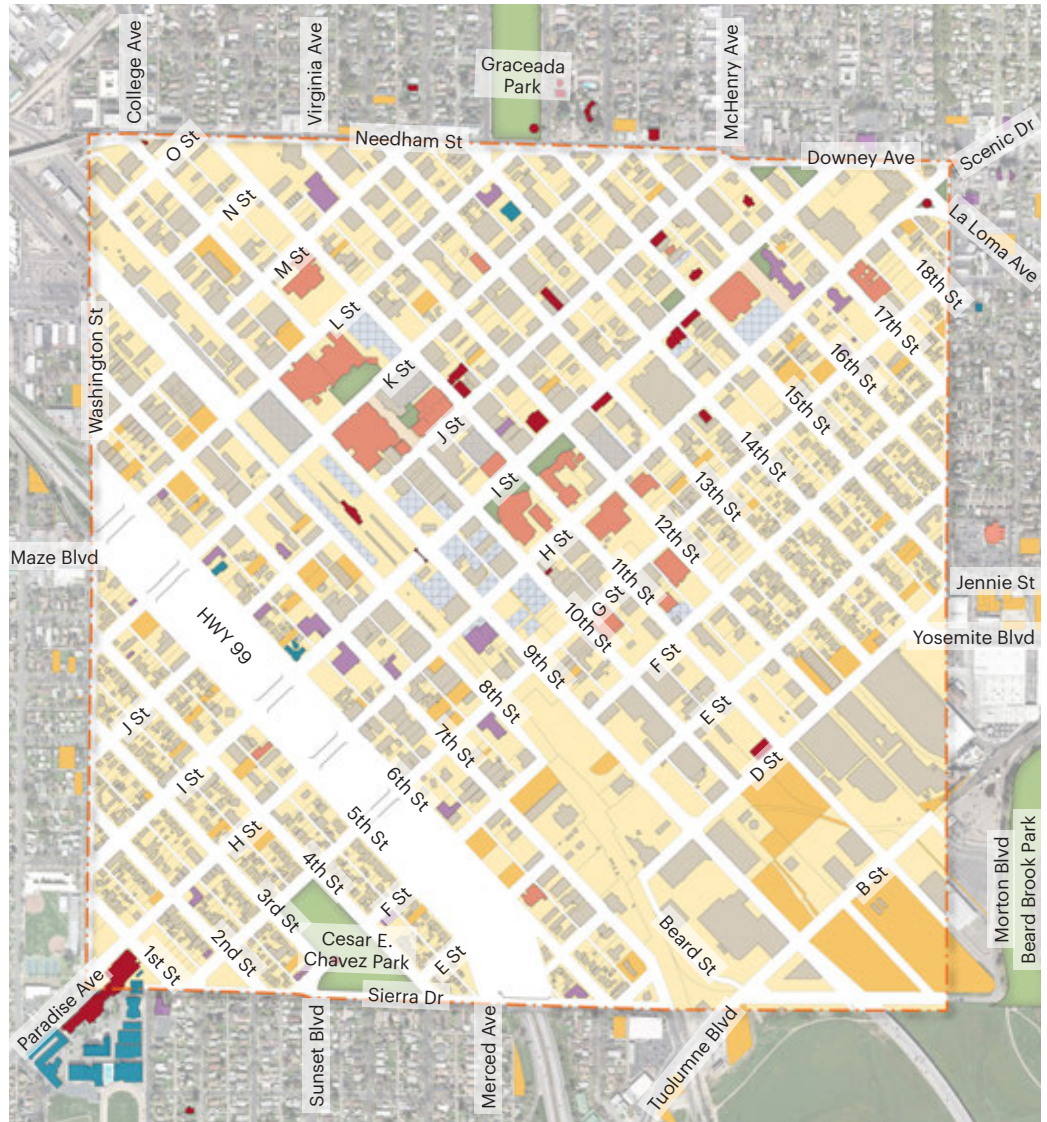 College Ave
Virginia Ave
Graceada
Park
McHenry Ave
Needham St
Downey Ave
Scenic Dr
La Loma Ave
O St
N St
M St
L St
K St
J St
I St
H St
G St
F St
E St
D St
B St
18th St
17th St
16th St
15th St
14th St
13th St
12th St
11th St
10th St
9th St
8th St
7th St
6th St
5th St
4th St
3rd St
2nd St
1st St
Washington St
Maze Blvd
HWY 99
Jennie St
Yosemite Blvd
J St
I St
H St
F St
E St
Cesar E.
Chavez Park
Beard St
Morton Blvd
Beard Brook Park
Paradise Ave
Sierra Dr
Sunset Blvd
Merced Ave
Tuolumne Blvd